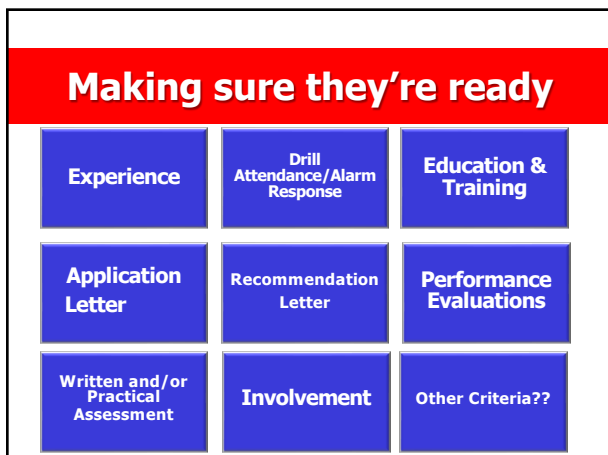 Making sure they're ready
Experience
Drill
Attendance/Alarm
Response
Education &
Training
Application
Letter
Recommendation
Letter
Performance
Evaluations
Written and/or
Practical
Assessment
Involvement
Other Criteria??